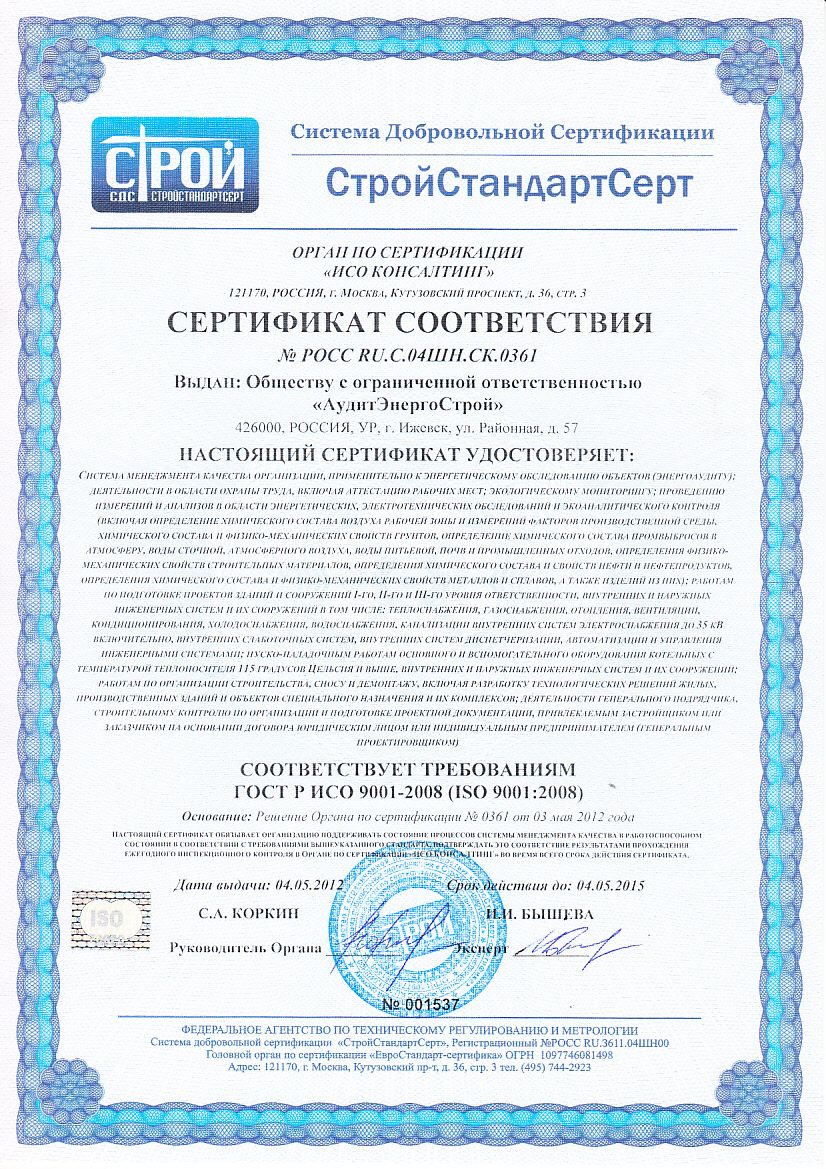 СТРОЙ
СДС СТРОЙСТАНДАРТСЕРТ
Система Добровольной Сертификации
СтройСтандартСерт
ОРГАН ПО СЕРТИФИКАЦИИ
«ИСО КОНСАЛТИНГ»
121170, РОССИЯ, г. Москва, Кутузовский проспект, д. 36, стр. 3
СЕРТИФИКАТ СООТВЕТСТВИЯ
№ РОСС RU.С.04ШН.СК.0361
Выдан: Обществу с ограниченной ответственностью
«АудитЭнергоСтрой»
426000, РОССИЯ, УР, г. Ижевск, ул. Районная, д. 57
НАСТОЯЩИЙ СЕРТИФИКАТ УДОСТОВЕРЯЕТ:
Система менеджмента качества организации, применительно к энергетическому обследованию объектов (энергоаудиту);
деятельности в области охраны труда, включая аттестацию рабочих мест; экологическому мониторингу; проведению
измерений и анализов в области энергетических, электротехнических обследований и экоаналитического контроля
(включая определение химического состава воздуха рабочей зоны и измерений факторов производственной среды,
химического состава и физико-механических свойств грунтов, определение химического состава промвыбросов в
атмосферу, воды сточной, атмосферного воздуха, воды питьевой, почв и промышленных отходов, определения физико-
механических свойств строительных материалов, определения химического состава и свойств нефти и нефтепродуктов,
определения химического состава и физико-механических свойств металлов и сплавов, а также изделий из них); работам
по подготовке проектов зданий и сооружений I-го, II-го и III-го уровня ответственности, внутренних и наружных
инженерных систем и их сооружений в том числе: теплоснабжения, газоснабжения, отопления, вентиляции,
кондиционирования, холодоснабжения, водоснабжения, канализации внутренних систем электроснабжения до 35 кВ
включительно, внутренних слаботочных систем, внутренних систем диспетчеризации, автоматизации и управления
инженерными системами; пуско-наладочным работам основного и вспомогательного оборудования котельных с
температурой теплоносителя 115 градусов Цельсия и выше, внутренних и наружных инженерных систем и их сооружений;
работам по организации строительства, сносу и демонтажу, включая разработку технологических решений жилых,
производственных зданий и объектов специального назначения и их комплексов; деятельности генерального подрядчика,
строительному контролю по организации и подготовке проектной документации, привлекаемым застройщиком или
заказчиком на основании договора юридическим лицом или индивидуальным предпринимателем (генеральным
проектировщиком)
СООТВЕТСТВУЕТ ТРЕБОВАНИЯМ
ГОСТ Р ИСО 9001-2008 (ISO 9001:2008)
Основание: Решение Органа по сертификации № 0361 от 03 мая 2012 года
Настоящий сертификат обязывает организацию поддерживать состояние процессов системы менеджмента качества в работоспособном
состоянии в соответствии с требованиями вышеуказанного стандарта, подтверждать это соответствие результатами прохождения
ежегодного инспекционного контроля в Органе по сертификации «ИСО КОНСАЛТИНГ» во время всего срока действия сертификата.
Дата выдачи: 04.05.2012 Срок действия до: 04.05.2015
С.А. КОРКИН И.И. БЫЩЕВА
ISO
СТРОЙ
Руководитель Органа Эксперт
№ 001537
ФЕДЕРАЛЬНОЕ АГЕНТСТВО ПО ТЕХНИЧЕСКОМУ РЕГУЛИРОВАНИЮ И МЕТРОЛОГИИ
Система добровольной сертификации «СтройСтандартСерт», Регистрационный №РОСС RU.З611.04ШН00
Головной орган по сертификации «ЕвроСтандарт-сертифика» ОГРН 1097746081498
Адрес: 121170, г. Москва, Кутузовский пр-т, д. 36, стр. 3 тел. (495) 744-2923